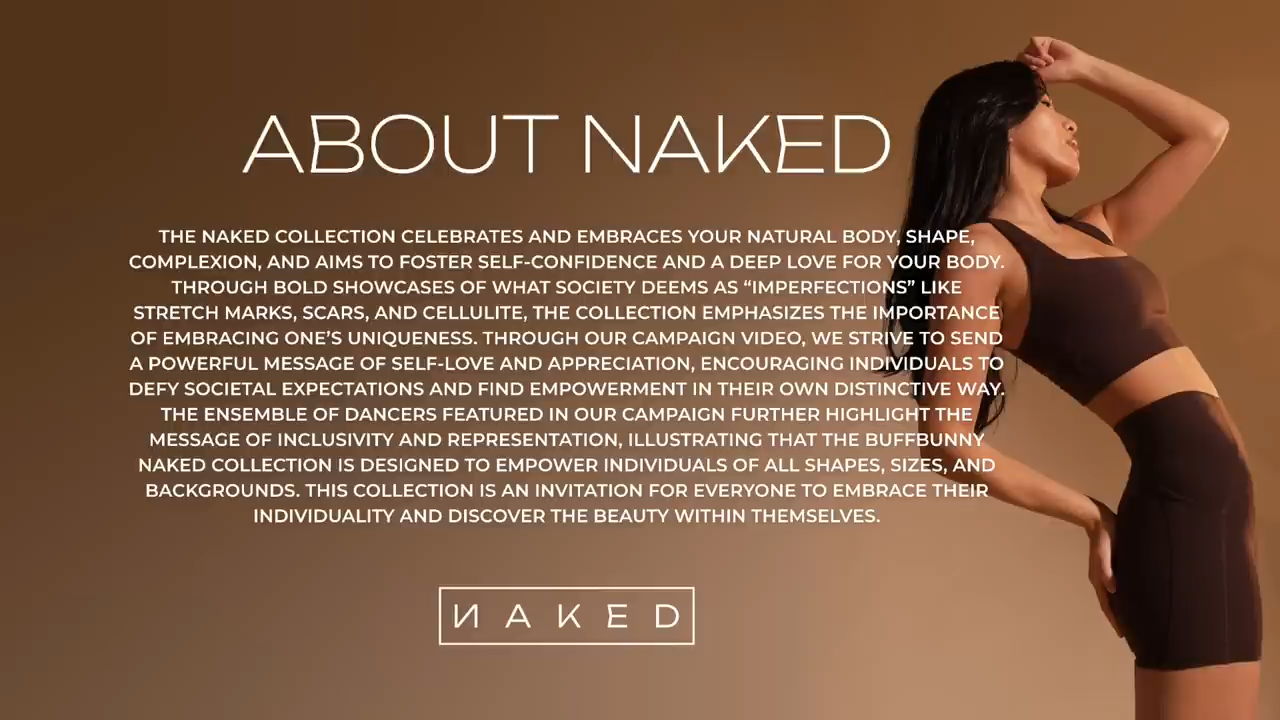 ABOUT NAKED
THE NAKED COLLECTION CELEBRATES AND EMBRACES YOUR NATURAL BODY, SHAPE,
COMPLEXION, AND AIMS TO FOSTER SELF-CONFIDENCE AND A DEEP LOVE FOR YOUR BODY.
THROUGH BOLD SHOWCASES OF WHAT SOCIETY DEEMS AS “IMPERFECTIONS” LIKE
STRETCH MARKS, SCARS, AND CELLULITE, THE COLLECTION EMPHASIZES THE IMPORTANCE
OF EMBRACING ONE’S UNIQUENESS. THROUGH OUR CAMPAIGN VIDEO, WE STRIVE TO SEND
A POWERFUL MESSAGE OF SELF-LOVE AND APPRECIATION, ENCOURAGING INDIVIDUALS TO
DEFY SOCIETAL EXPECTATIONS AND FIND EMPOWERMENT IN THEIR OWN DISTINCTIVE WAY.
THE ENSEMBLE OF DANCERS FEATURED IN OUR CAMPAIGN FURTHER HIGHLIGHT THE
MESSAGE OF INCLUSIVITY AND REPRESENTATION, ILLUSTRATING THAT THE BUFFBUNNY
NAKED COLLECTION IS DESIGNED TO EMPOWER INDIVIDUALS OF ALL SHAPES, SIZES, AND
BACKGROUNDS. THIS COLLECTION IS AN INVITATION FOR EVERYONE TO EMBRACE THEIR
INDIVIDUALITY AND DISCOVER THE BEAUTY WITHIN THEMSELVES.
NAKED